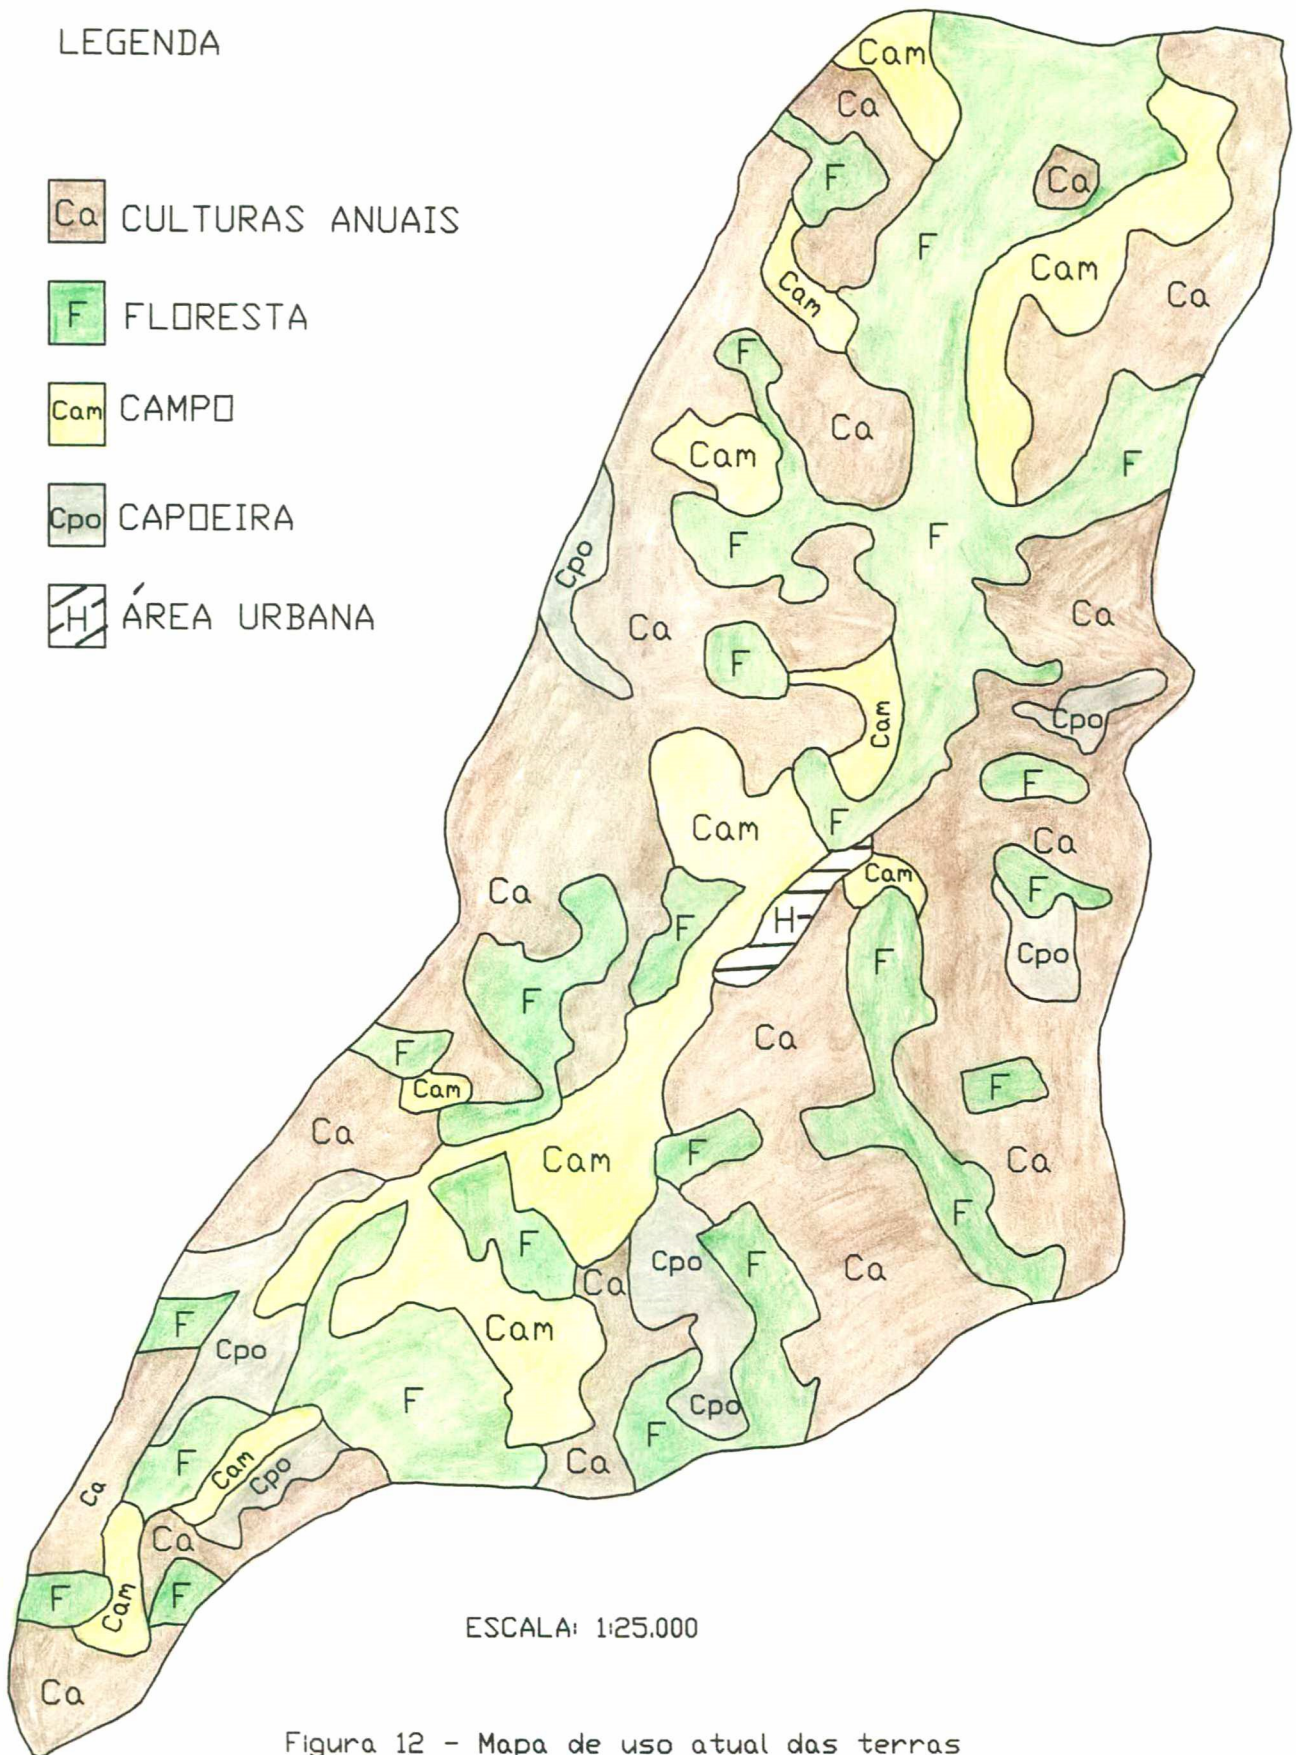 LEGENDA
Ca CULTURAS ANUAIS
F FLORESTA
Cam CAMPO
Cpo CAPOEIRA
H ÁREA URBANA
Cam
Ca
F
Ca
F
Cam
Cam
Ca
F
Ca
Cam
F
F
F
Cpo
Ca
Ca
F
Cam
Cpo
F
Cam
F
Ca
Cam
F
Ca
H
F
F
Cpo
F
Ca
F
F
Cam
Ca
F
Cam
Ca
F
F
Cpo
F
Ca
Ca
F
Cam
Cpo
F
Cpo
F
Ca
F
Cam
Cpo
Ca
Ca
F
Cam
F
Ca
ESCALA: 1:25.000
Figura 12 - Mapa de uso atual das terras